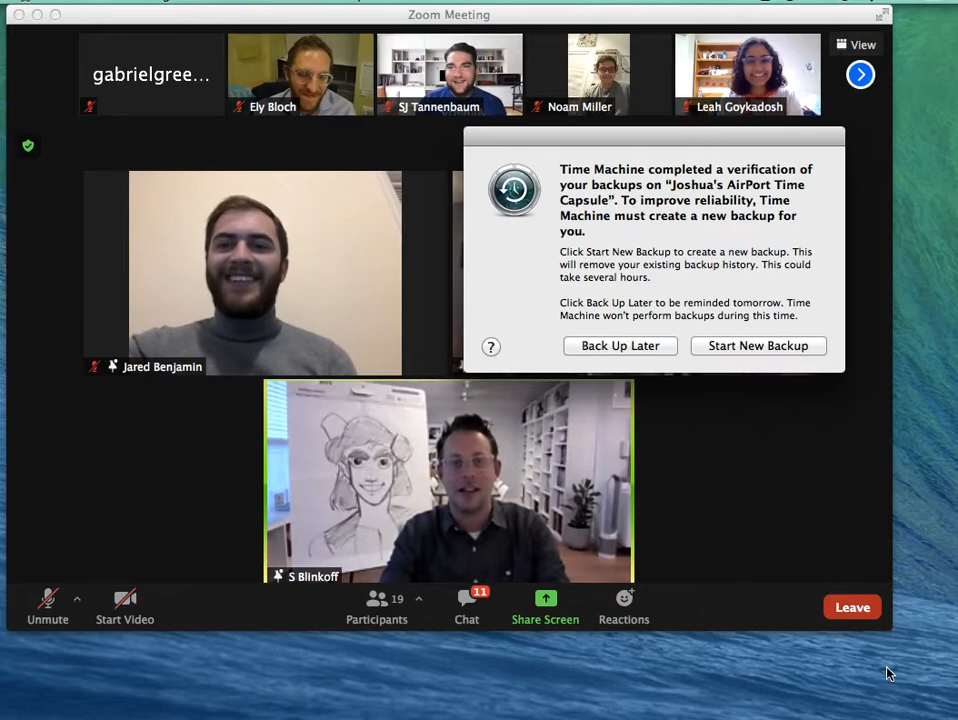 Zoom Meeting
View
gabrielgree...
Ely Bloch
SJ Tannenbaum
Noam Miller
Leah Goykadosh
Time Machine completed a verification of
your backups on “Joshua's AirPort Time
Capsule”. To improve reliability, Time
Machine must create a new backup for
you.
Click Start New Backup to create a new backup. This
will remove your existing backup history. This could
take several hours.
Click Back Up Later to be reminded tomorrow. Time
Machine won't perform backups during this time.
?
Back Up Later
Start New Backup
Jared Benjamin
S Blinkoff
19
11
Unmute
Start Video
Participants
Chat
Share Screen
Reactions
Leave